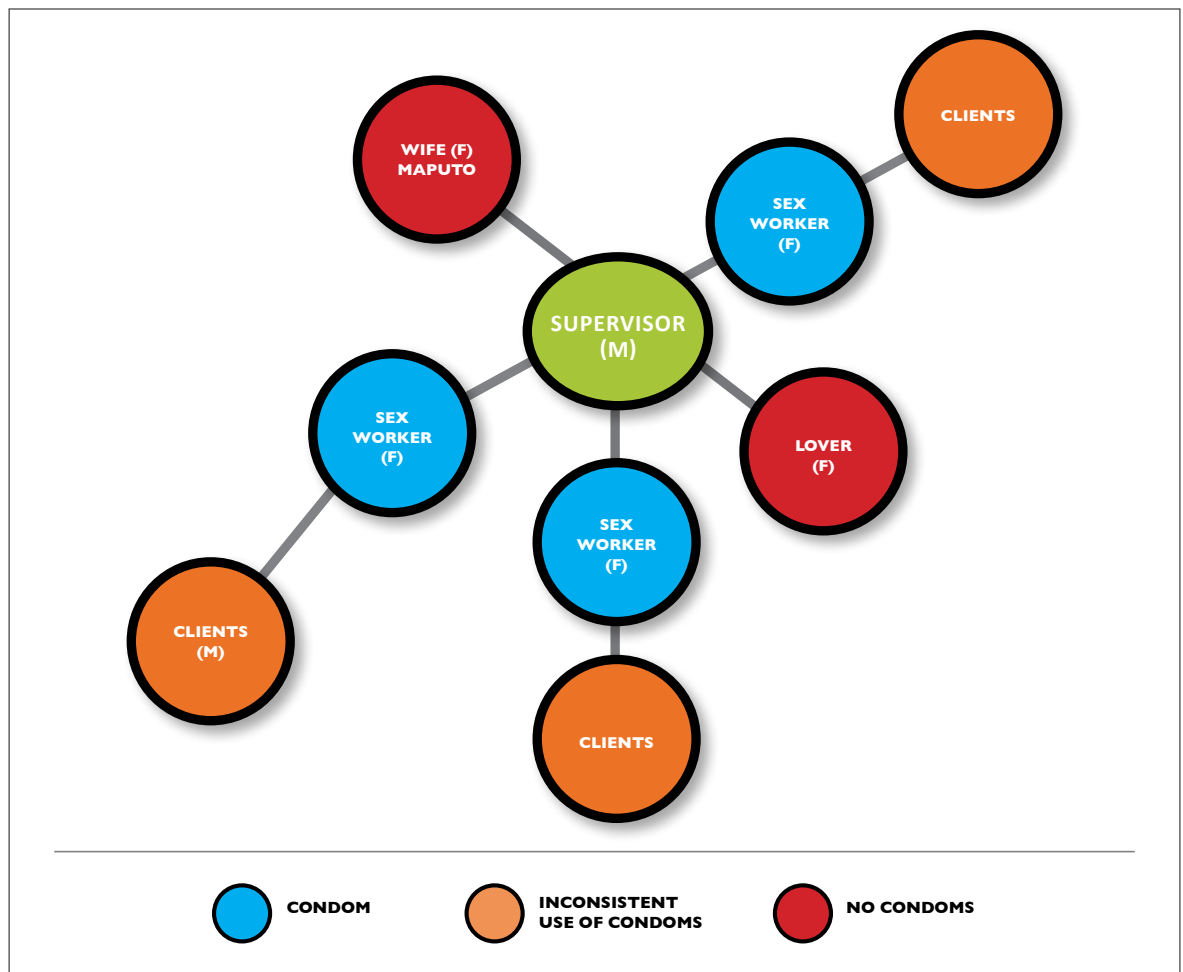 CLIENTS
WIFE (F)
MAPUTO
SEX
WORKER
(F)
SUPERVISOR
(M)
SEX
WORKER
(F)
LOVER
(F)
SEX
WORKER
(F)
CLIENTS
(M)
CLIENTS
CONDOM
INCONSISTENT
USE OF CONDOMS
NO CONDOMS